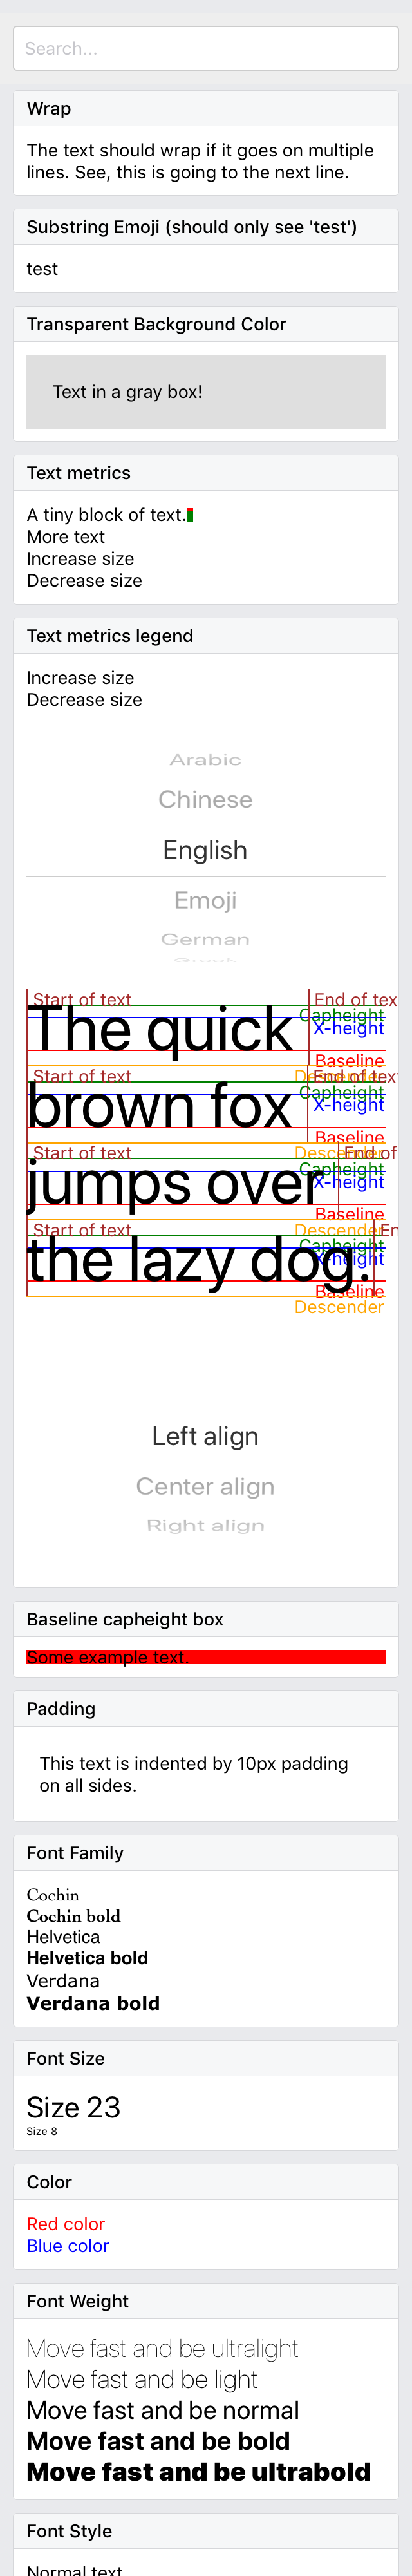 Search...
Wrap
The text should wrap if it goes on multiple
lines. See, this is going to the next line.
Substring Emoji (should only see 'test')
test
Transparent Background Color
Text in a gray box!
Text metrics
A tiny block of text.
More text
Increase size
Decrease size
Text metrics legend
Increase size
Decrease size
Arabic
Chinese
English
Emoji
German
Greek
Start of text
End of text
Capheight
X-height
The quick
Baseline
Descender
Start of text
End of text
Capheight
X-height
brown fox
Baseline
Descender
Start of text
End of
Capheight
X-height
jumps over
Baseline
Descender
Start of text
En
Capheight
X-height
the lazy dog.
Baseline
Descender
Left align
Center align
Right align
Baseline capheight box
Some example text.
Padding
This text is indented by 10px padding
on all sides.
Font Family
Cochin
Cochin bold
Helvetica
Helvetica bold
Verdana
Verdana bold
Font Size
Size 23
Size 8
Color
Red color
Blue color
Font Weight
Move fast and be ultralight
Move fast and be light
Move fast and be normal
Move fast and be bold
Move fast and be ultrabold
Font Style
Normal text